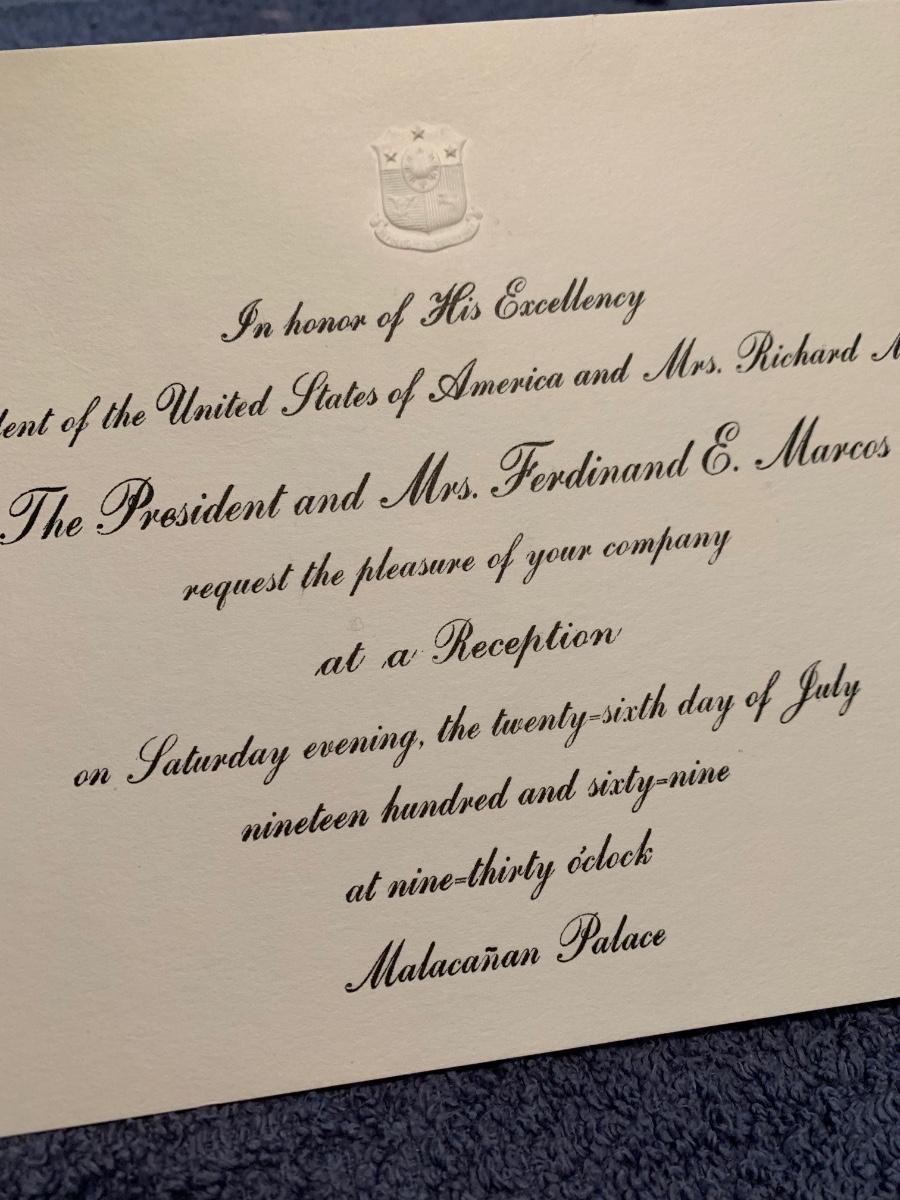 In honor of His Excellency
dent of the United States of America and Mrs. Richard
The President and Mrs. Ferdinand E. Marcos
request the pleasure of your company
at a Reception
on Saturday evening, the twenty=sixth day of July
nineteen hundred and sixty=nine
at nine=thirty o'clock
Malacañan Palace